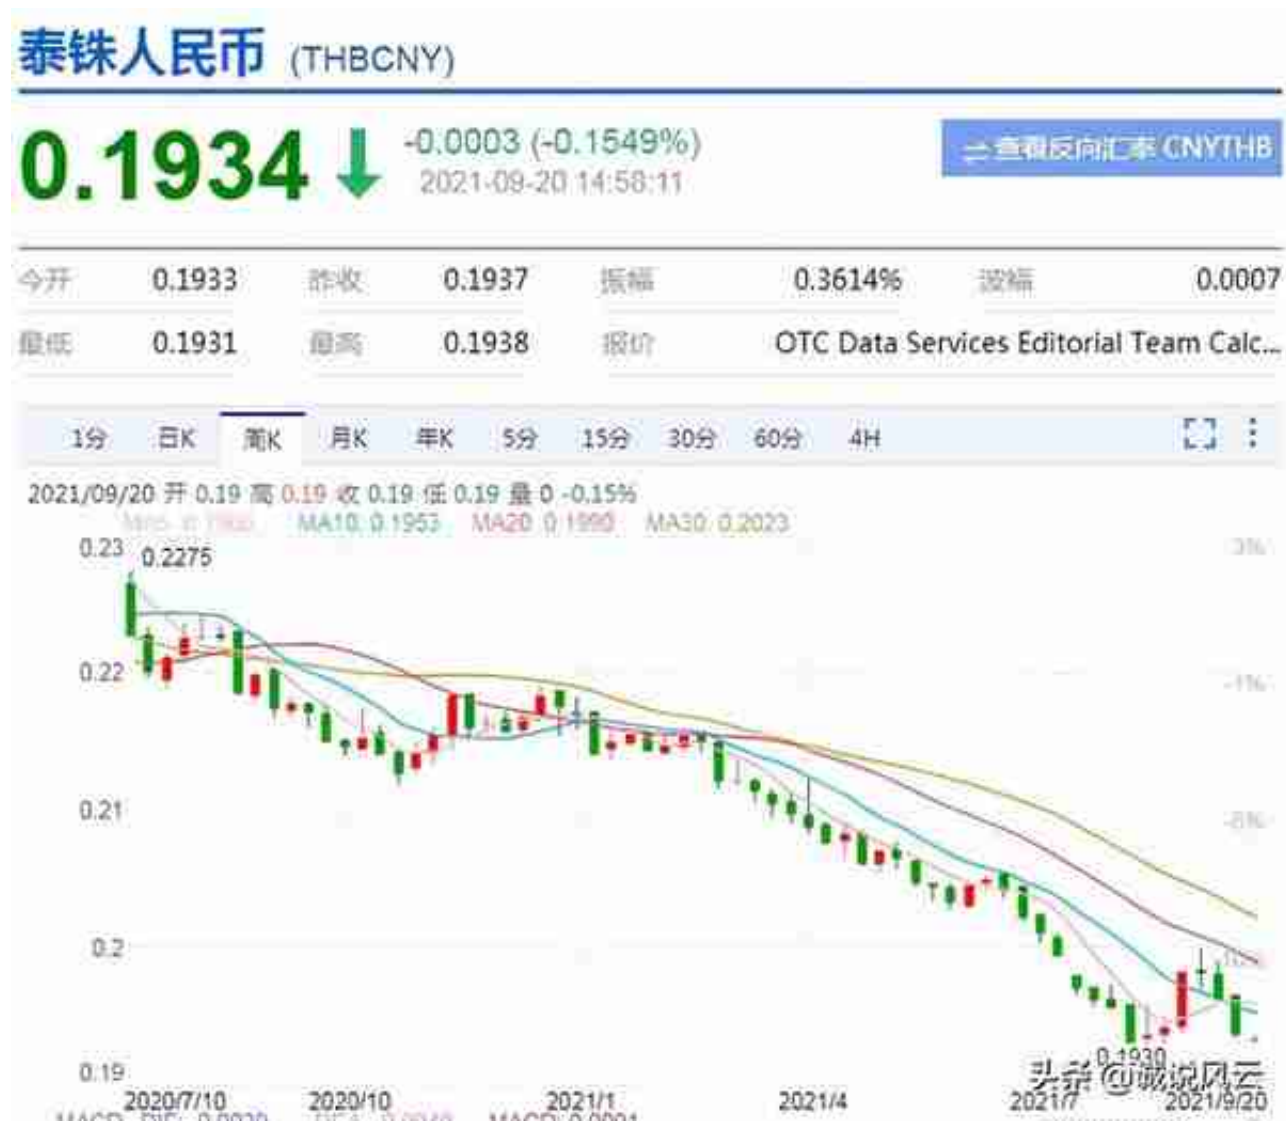 泰铢人民币 (THBCNY)
0.1934 ↓ -0.0003 (-0.1549%)
2021-09-20 14:58:11
查看反向汇率 CNYTHB
今开 0.1933 昨收 0.1937 振幅 0.3614% 波幅 0.0007
最低 0.1931 最高 0.1938 报价 OTC Data Services Editorial Team Calc...
1分 日K 周K 月K 年K 5分 15分 30分 60分 4H
2021/09/20 开 0.19 高 0.19 收 0.19 低 0.19 量 0 -0.15%
MA10: 0.1953 MA20: 0.1990 MA30: 0.2023
0.23 0.2275 3%
0.22 -1%
0.21 -6%
0.2
0.1930
0.19
头条 @诚说风云
2020/7/10 2020/10 2021/1 2021/4 2021/7 2021/9/20